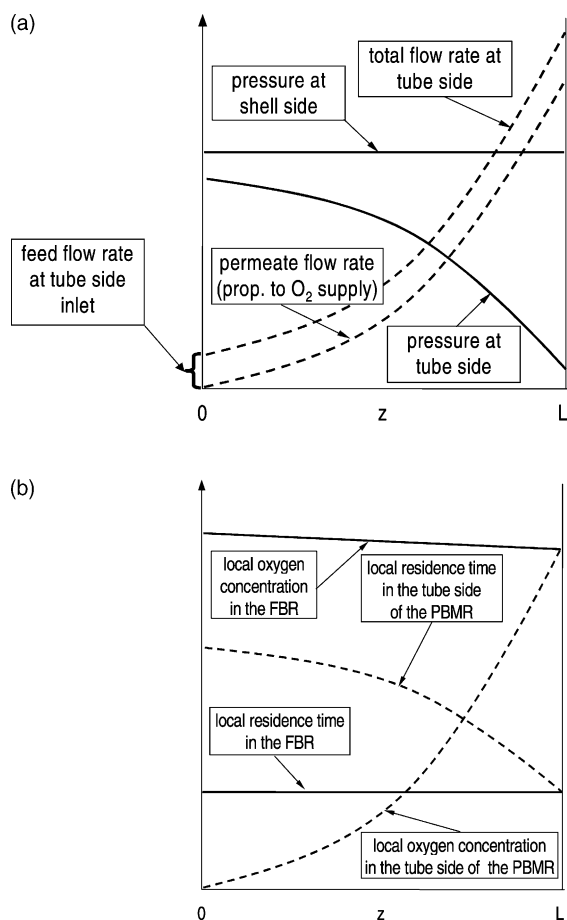 (a)
pressure at
shell side
total flow rate at
tube side
feed flow rate
at tube side
inlet
permeate flow rate
(prop. to O₂ supply)
pressure at
tube side
0
z
L
(b)
local oxygen
concentration
in the FBR
local residence time
in the tube side
of the PBMR
local residence time
in the FBR
local oxygen concentration
in the tube side of the PBMR
0
z
L